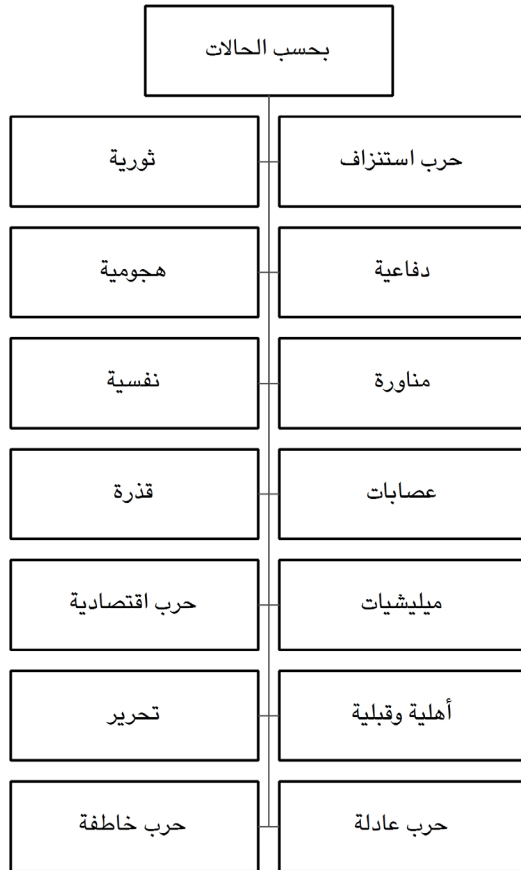 بحسب الحالات
حرب استنزاف
ثورية
دفاعية
هجومية
مناورة
نفسية
عصابات
قذرة
ميليشيات
حرب اقتصادية
أهلية وقبلية
تحرير
حرب عادلة
حرب خاطفة